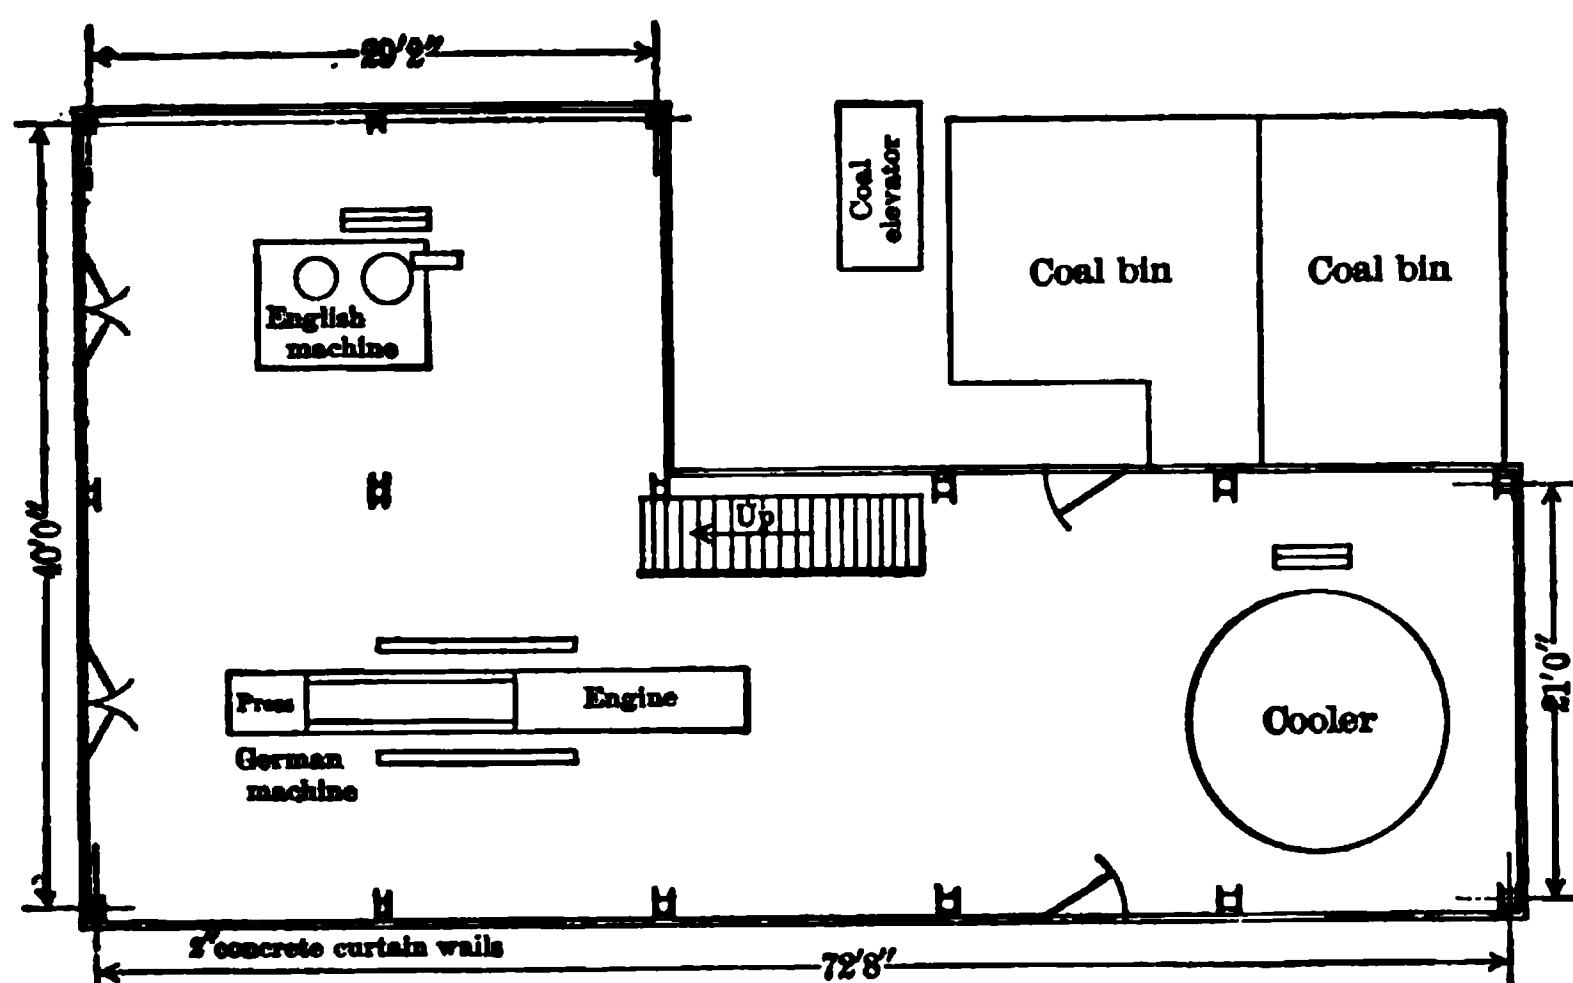 29'2"
Coal
elevator
Coal bin
Coal bin
English
machine
Up
40'0"
21'0"
Press
Engine
Cooler
German
machine
2"concrete curtain walls
72'8"